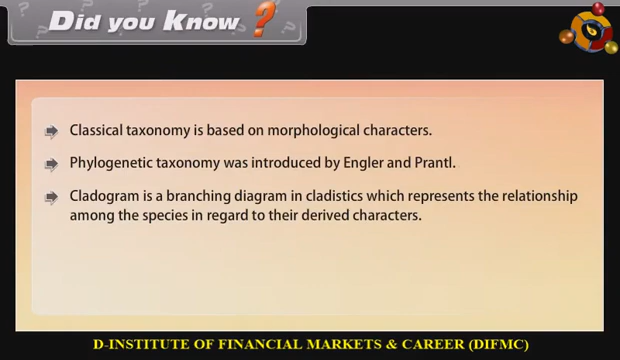 Did you Know ?
Classical taxonomy is based on morphological characters.
Phylogenetic taxonomy was introduced by Engler and Prantl.
Cladogram is a branching diagram in cladistics which represents the relationship
among the species in regard to their derived characters.
D-INSTITUTE OF FINANCIAL MARKETS & CAREER (DIFMC)